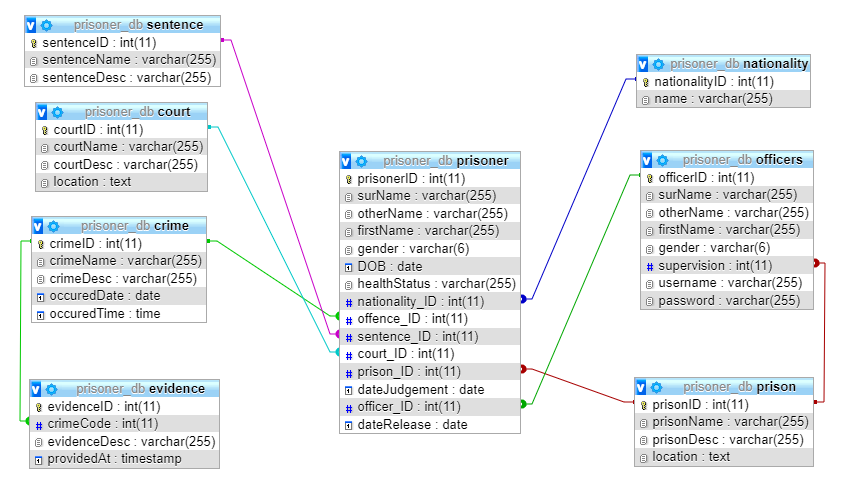 prisoner_db sentence
sentenceID : int(11)
sentenceName : varchar(255)
sentenceDesc : varchar(255)
prisoner_db court
courtID : int(11)
courtName : varchar(255)
courtDesc : varchar(255)
location : text
prisoner_db crime
crimeID : int(11)
crimeName : varchar(255)
crimeDesc : varchar(255)
occuredDate : date
occuredTime : time
prisoner_db evidence
evidenceID : int(11)
crimeCode : int(11)
evidenceDesc : varchar(255)
providedAt : timestamp
prisoner_db prisoner
prisonerID : int(11)
surName : varchar(255)
otherName : varchar(255)
firstName : varchar(255)
gender : varchar(6)
DOB : date
healthStatus : varchar(255)
nationality_ID : int(11)
offence_ID : int(11)
sentence_ID : int(11)
court_ID : int(11)
prison_ID : int(11)
dateJudgement : date
officer_ID : int(11)
dateRelease : date
prisoner_db nationality
nationalityID : int(11)
name : varchar(255)
prisoner_db officers
officerID : int(11)
surName : varchar(255)
otherName : varchar(255)
firstName : varchar(255)
gender : varchar(6)
supervision : int(11)
username : varchar(255)
password : varchar(255)
prisoner_db prison
prisonID : int(11)
prisonName : varchar(255)
prisonDesc : varchar(255)
location : text